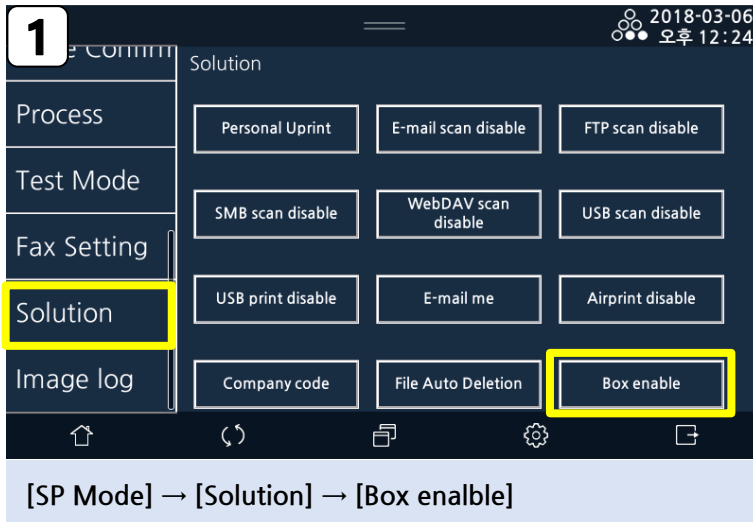 1
2018-03-06
오후 12:24
Confirm
Solution
Process
Personal Uprint
E-mail scan disable
FTP scan disable
Test Mode
SMB scan disable
WebDAV scan
disable
USB scan disable
Fax Setting
USB print disable
E-mail me
Airprint disable
Solution
Image log
Company code
File Auto Deletion
Box enable
[SP Mode] → [Solution] → [Box enalble]